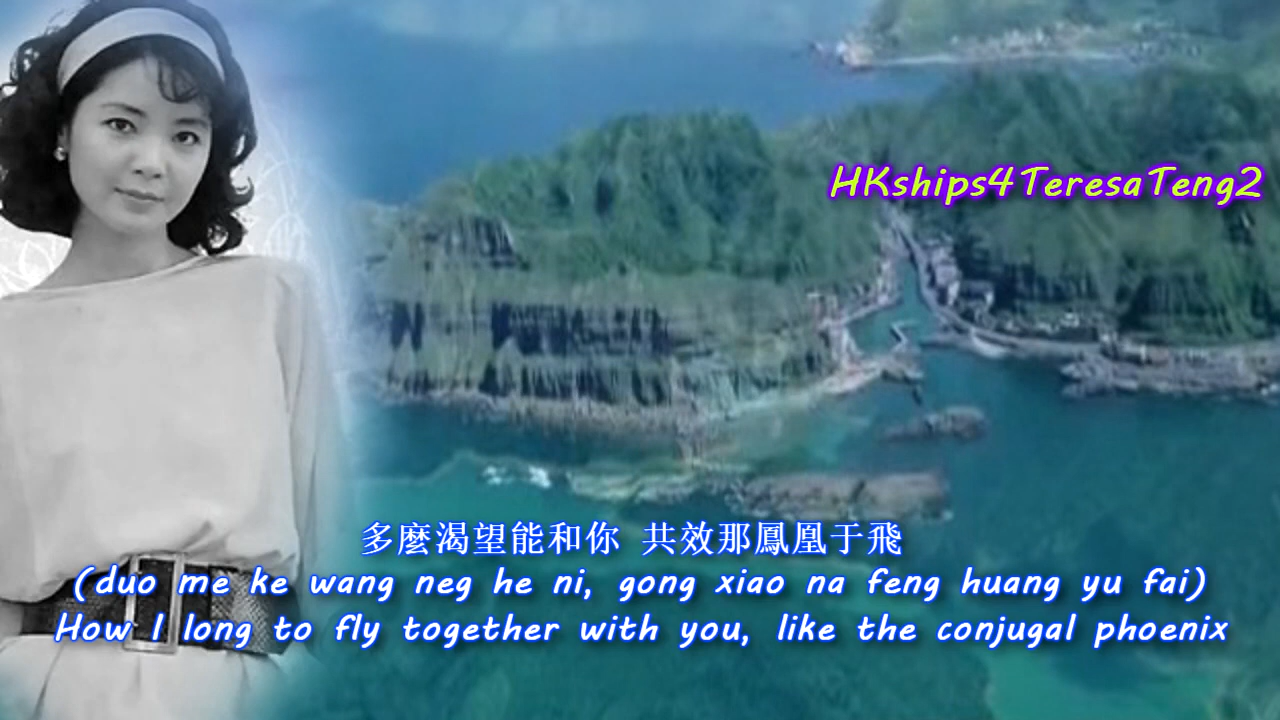 HKships4TeresaTeng2
多麼渴望能和你 共效那鳳凰于飛
(duo me ke wang neg he ni, gong xiao na feng huang yu fai)
How I long to fly together with you, like the conjugal phoenix